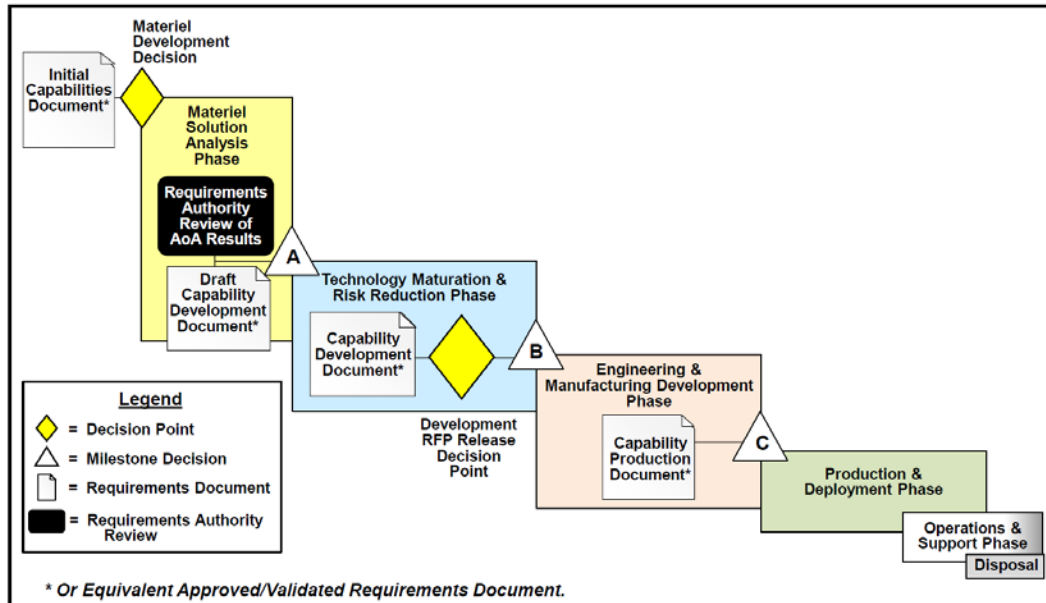 Materiel
Development
Decision
Initial
Capabilities
Document*
Materiel
Solution
Analysis
Phase
Requirements
Authority
Review of
AoA Results
A
Draft
Capability
Development
Document*
Technology Maturation &
Risk Reduction Phase
Capability
Development
Document*
B
Development
RFP Release
Decision
Point
Engineering &
Manufacturing Development
Phase
Capability
Production
Document*
C
Production &
Deployment Phase
Operations &
Support Phase
Disposal
Legend
= Decision Point
= Milestone Decision
= Requirements Document
= Requirements Authority
Review
* Or Equivalent Approved/Validated Requirements Document.